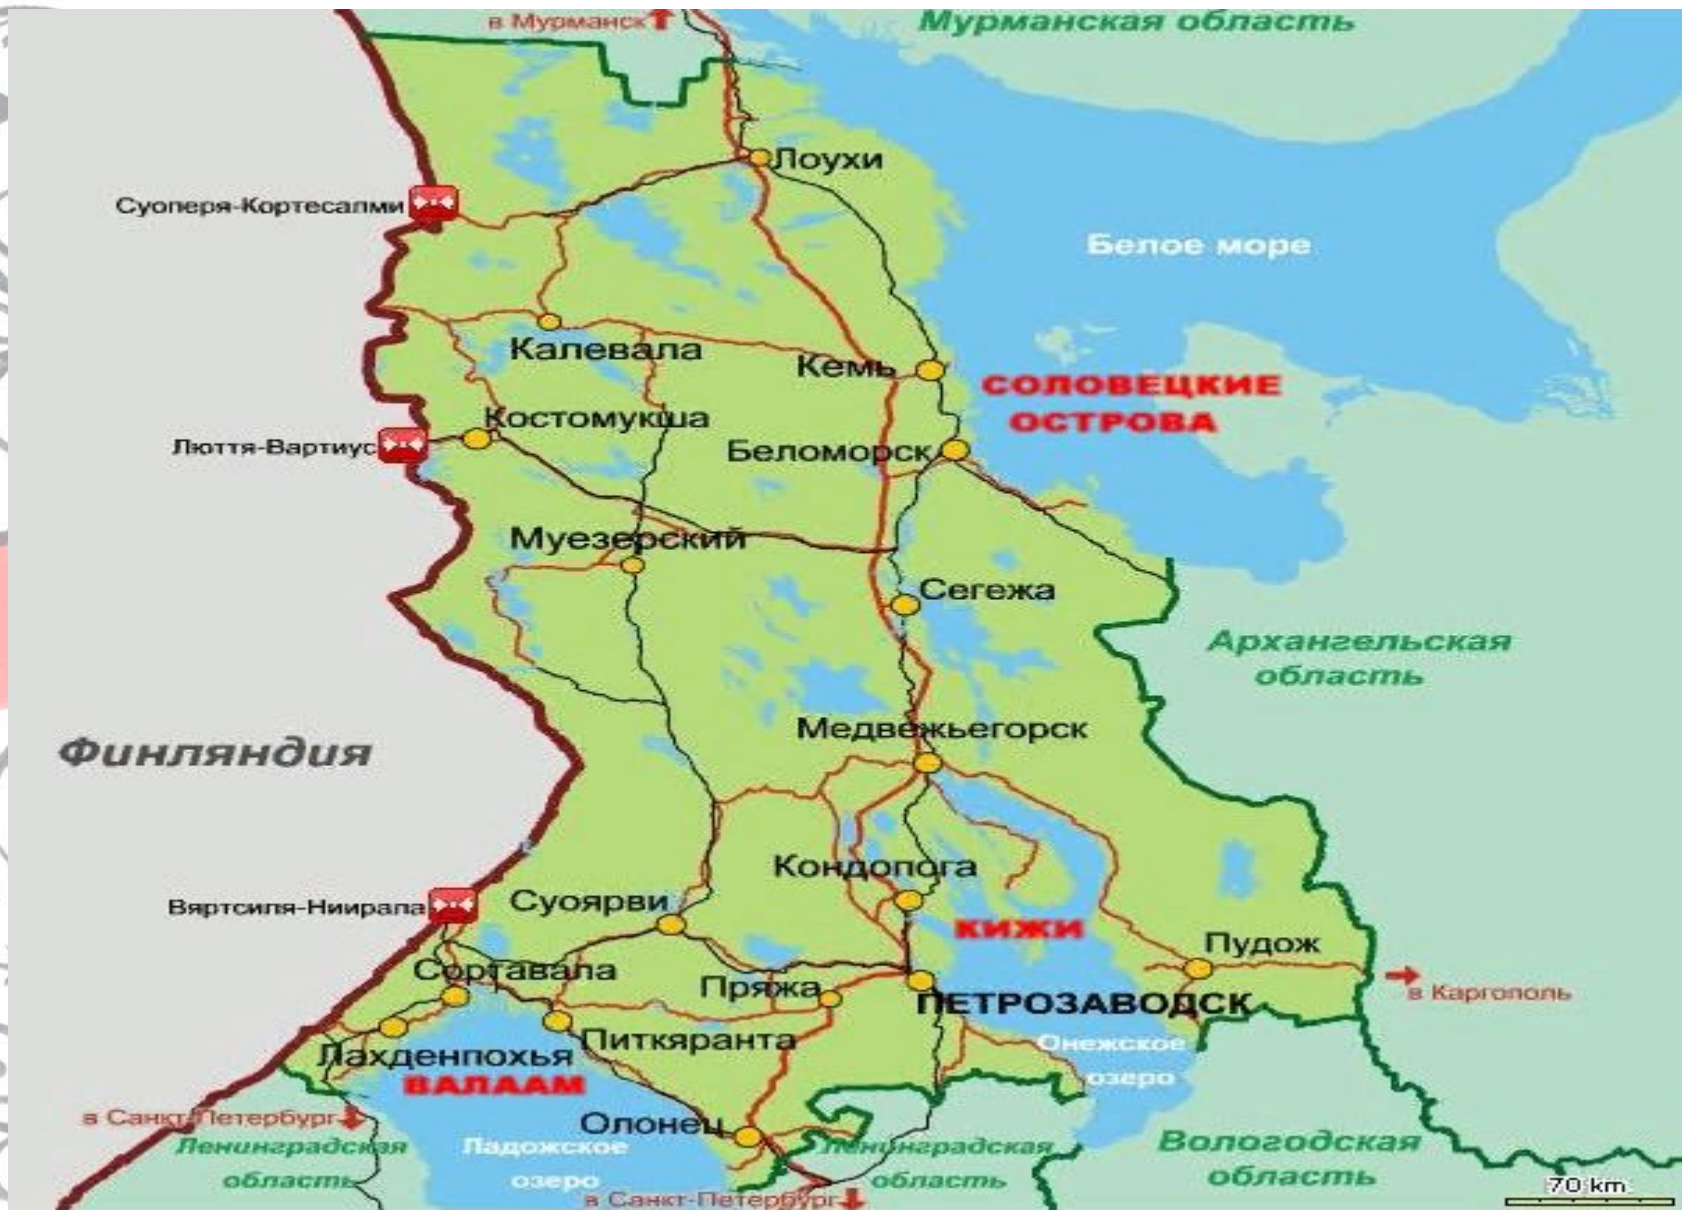 в Мурманск
Мурманская область
Лоухи
Суоперя-Кортесалми
Белое море
Калевала
Кемь
СОЛОВЕЦКИЕ
ОСТРОВА
Костомукша
Люття-Вартиус
Беломорск
Муезерский
Сегежа
Архангельская
область
Финляндия
Медвежьегорск
Кондопога
Суоярви
Вяртсиля-Ниирала
КИЖИ
Пудож
Сортавала
Пряжа
ПЕТРОЗАВОДСК
в Каргополь
Питкяранта
Онежское
озеро
Лахденпохья
ВАЛААМ
в Санкт-Петербург
Олонец
Ленинградская
область
Ладожское
озеро
Ленинградская
область
Вологодская
область
в Санкт-Петербург
70 km